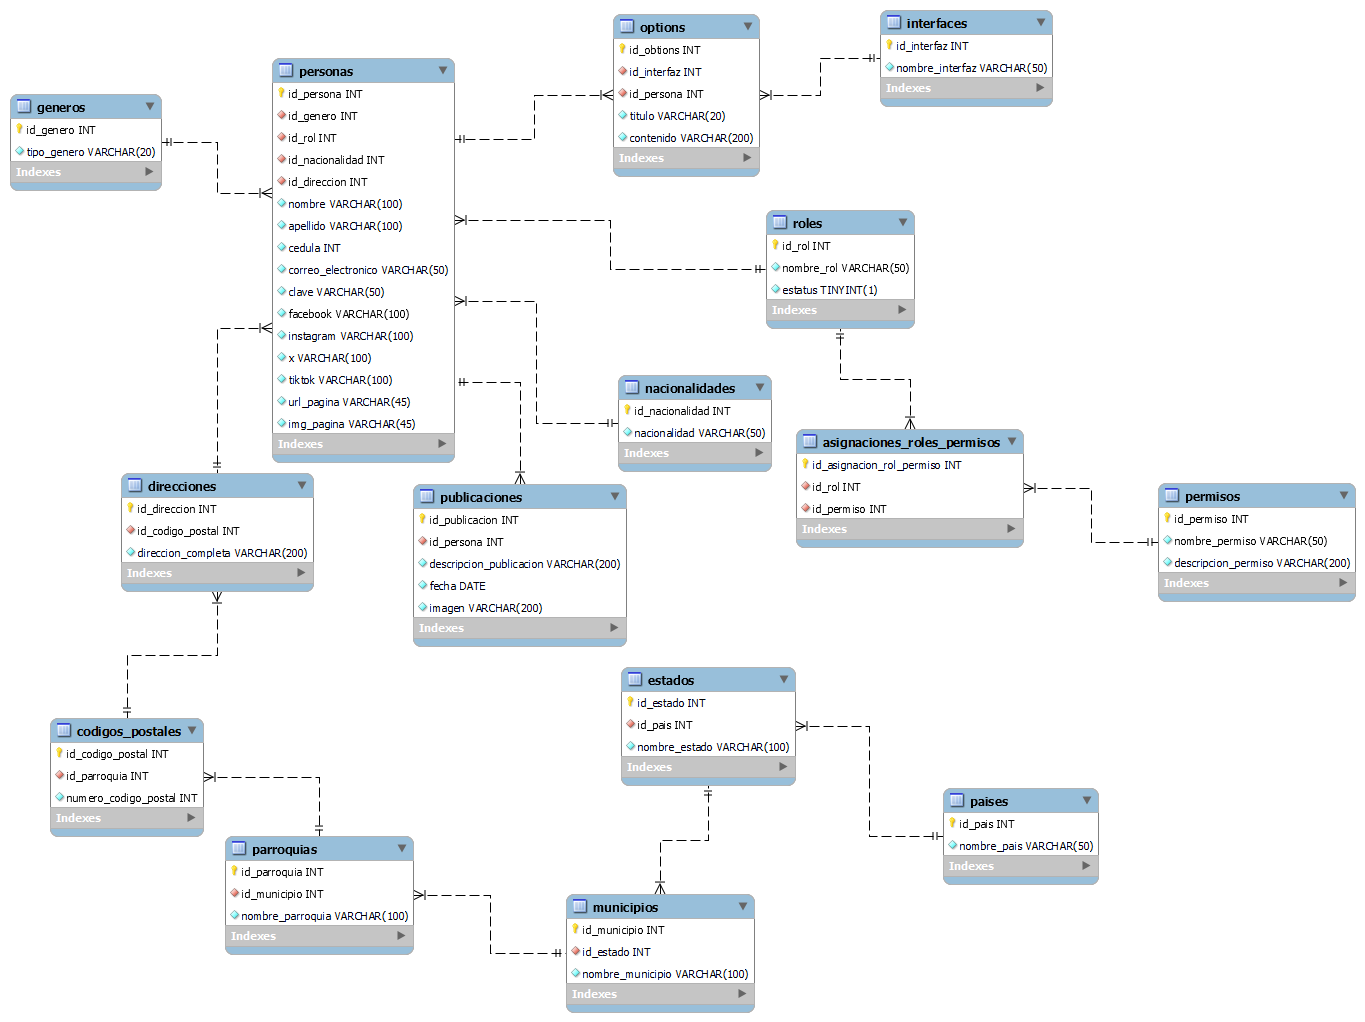 generos
id_genero INT
tipo_genero VARCHAR(20)
Indexes
personas
id_persona INT
id_genero INT
id_rol INT
id_nacionalidad INT
id_direccion INT
nombre VARCHAR(100)
apellido VARCHAR(100)
cedula INT
correo_electronico VARCHAR(50)
clave VARCHAR(50)
facebook VARCHAR(100)
instagram VARCHAR(100)
x VARCHAR(100)
tiktok VARCHAR(100)
url_pagina VARCHAR(45)
img_pagina VARCHAR(45)
Indexes
options
id_obtions INT
id_interfaz INT
id_persona INT
titulo VARCHAR(20)
contenido VARCHAR(200)
Indexes
interfaces
id_interfaz INT
nombre_interfaz VARCHAR(50)
Indexes
roles
id_rol INT
nombre_rol VARCHAR(50)
estatus TINYINT(1)
Indexes
nacionalidades
id_nacionalidad INT
nacionalidad VARCHAR(50)
Indexes
asignaciones_roles_permisos
id_asignacion_rol_permiso INT
id_rol INT
id_permiso INT
Indexes
permisos
id_permiso INT
nombre_permiso VARCHAR(50)
descripcion_permiso VARCHAR(200)
Indexes
direcciones
id_direccion INT
id_codigo_postal INT
direccion_completa VARCHAR(200)
Indexes
publicaciones
id_publicacion INT
id_persona INT
descripcion_publicacion VARCHAR(200)
fecha DATE
imagen VARCHAR(200)
Indexes
estados
id_estado INT
id_pais INT
nombre_estado VARCHAR(100)
Indexes
codigos_postales
id_codigo_postal INT
id_parroquia INT
numero_codigo_postal INT
Indexes
paises
id_pais INT
nombre_pais VARCHAR(50)
Indexes
parroquias
id_parroquia INT
id_municipio INT
nombre_parroquia VARCHAR(100)
Indexes
municipios
id_municipio INT
id_estado INT
nombre_municipio VARCHAR(100)
Indexes